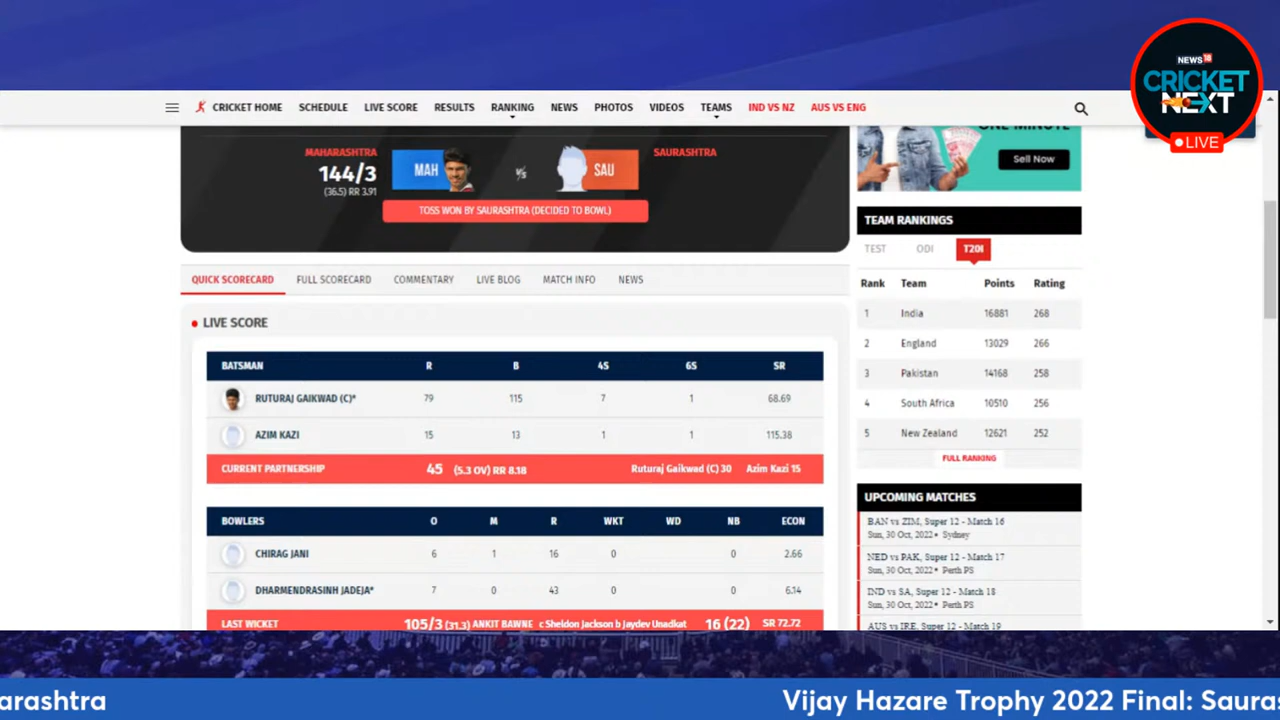 NEWS18
CRICKET
NEXT
LIVE
CRICKET HOME SCHEDULE LIVE SCORE RESULTS RANKING NEWS PHOTOS VIDEOS TEAMS IND VS NZ AUS VS ENG
ONE MINUTE
Sell Now
MAHARASHTRA
144/3
(36.5) RR 3.91
MAH V/S SAU
SAURASHTRA
TOSS WON BY SAURASHTRA (DECIDED TO BOWL)
QUICK SCORECARD FULL SCORECARD COMMENTARY LIVE BLOG MATCH INFO NEWS
LIVE SCORE
BATSMAN R B 4S 6S SR
RUTURAJ GAIKWAD (C)* 79 115 7 1 68.69
AZIM KAZI 15 13 1 1 115.38
CURRENT PARTNERSHIP 45 (5.3 OV) RR 8.18 Ruturaj Gaikwad (C) 30 Azim Kazi 15
BOWLERS O M R WKT WD NB ECON
CHIRAG JANI 6 1 16 0 0 2.66
DHARMENDRASINH JADEJA* 7 0 43 0 0 6.14
LAST WICKET 105/3 (31.3) ANKIT BAWNE c Sheldon Jackson b Jaydev Unadkat 16 (22) SR 72.72
TEAM RANKINGS
TEST ODI T20I
Rank Team Points Rating
1 India 16881 268
2 England 13029 266
3 Pakistan 14168 258
4 South Africa 10510 256
5 New Zealand 12621 252
FULL RANKING
UPCOMING MATCHES
BAN vs ZIM, Super 12 - Match 16
Sun, 30 Oct, 2022• Sydney
NED vs PAK, Super 12 - Match 17
Sun, 30 Oct, 2022• Perth PS
IND vs SA, Super 12 - Match 18
Sun, 30 Oct, 2022• Perth PS
AUS vs IRE, Super 12 - Match 19
arashtra Vijay Hazare Trophy 2022 Final: Sauras